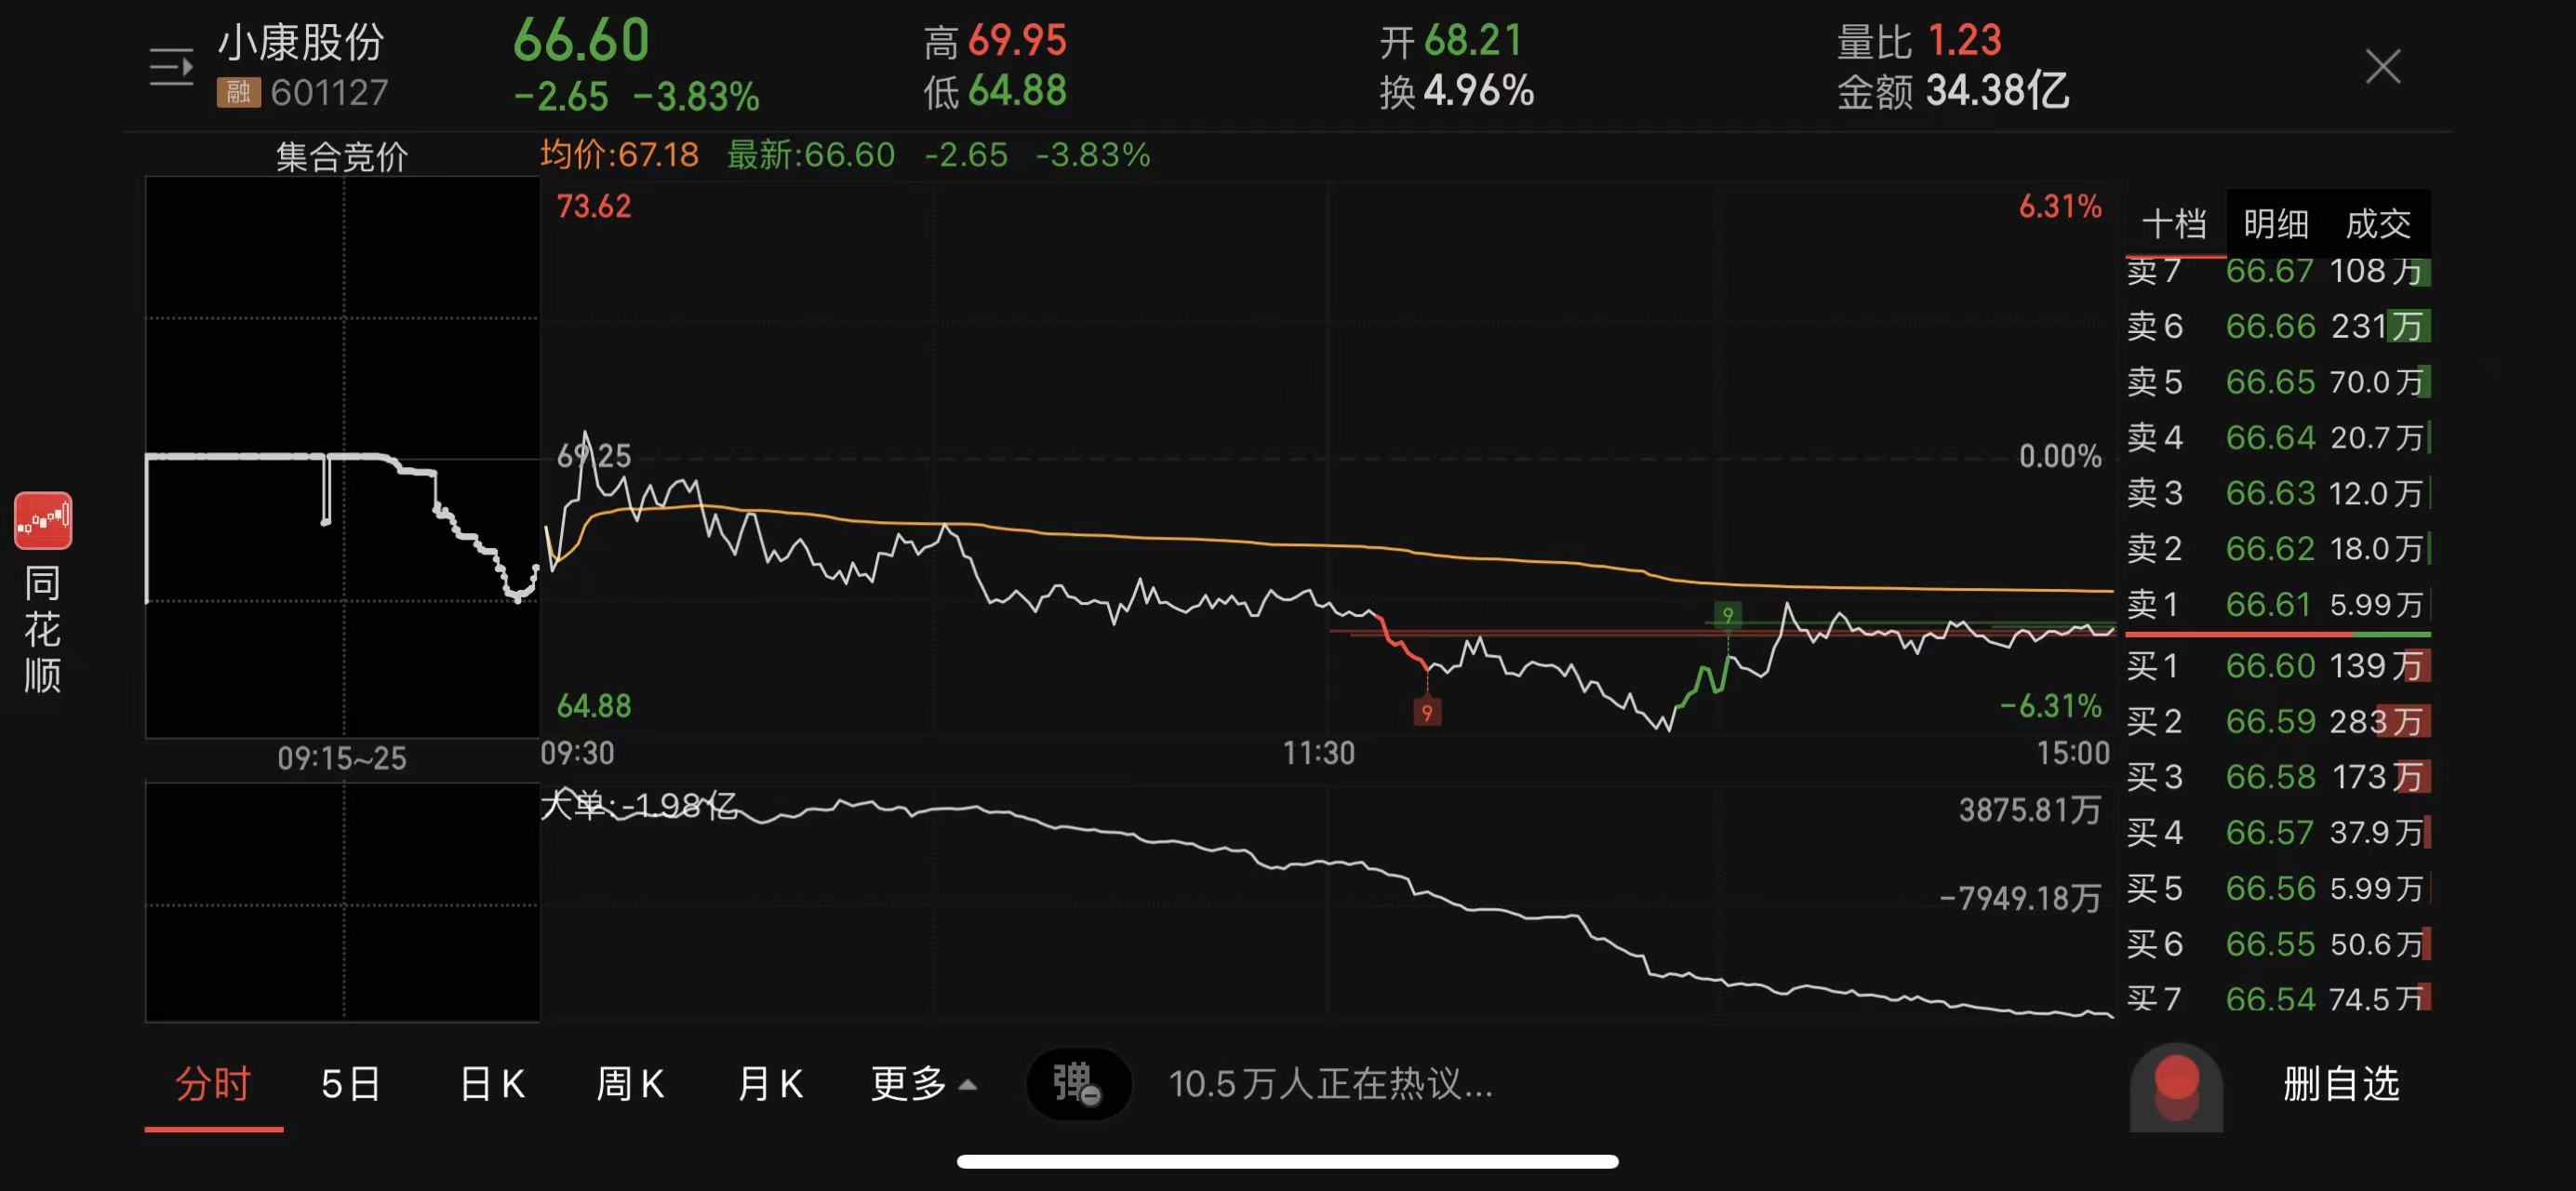 小康股份
融 601127
66.60
-2.65 -3.83%
高 69.95
低 64.88
开 68.21
换 4.96%
量比 1.23
金额 34.38亿
集合竞价
均价:67.18 最新:66.60 -2.65 -3.83%
73.62 6.31%
69.25 0.00%
64.88 -6.31%
9
9
09:15~25
09:30 11:30 15:00
大单:-1.98亿
3875.81万
-7949.18万
同花顺
十档 明细 成交
卖7 66.67 108万
卖6 66.66 231万
卖5 66.65 70.0万
卖4 66.64 20.7万
卖3 66.63 12.0万
卖2 66.62 18.0万
卖1 66.61 5.99万
买1 66.60 139万
买2 66.59 283万
买3 66.58 173万
买4 66.57 37.9万
买5 66.56 5.99万
买6 66.55 50.6万
买7 66.54 74.5万
分时 5日 日K 周K 月K 更多 弹 10.5万人正在热议... 删自选